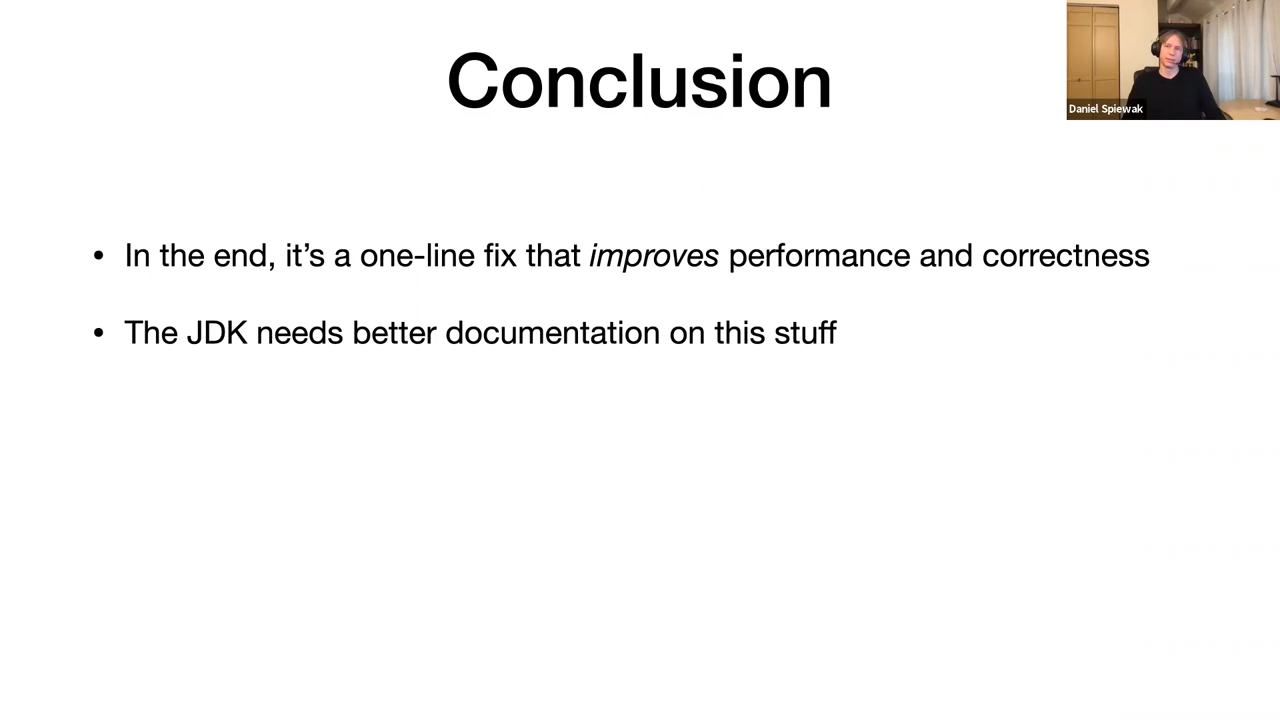 Conclusion
Daniel Spiewak
• In the end, it’s a one-line fix that improves performance and correctness
• The JDK needs better documentation on this stuff